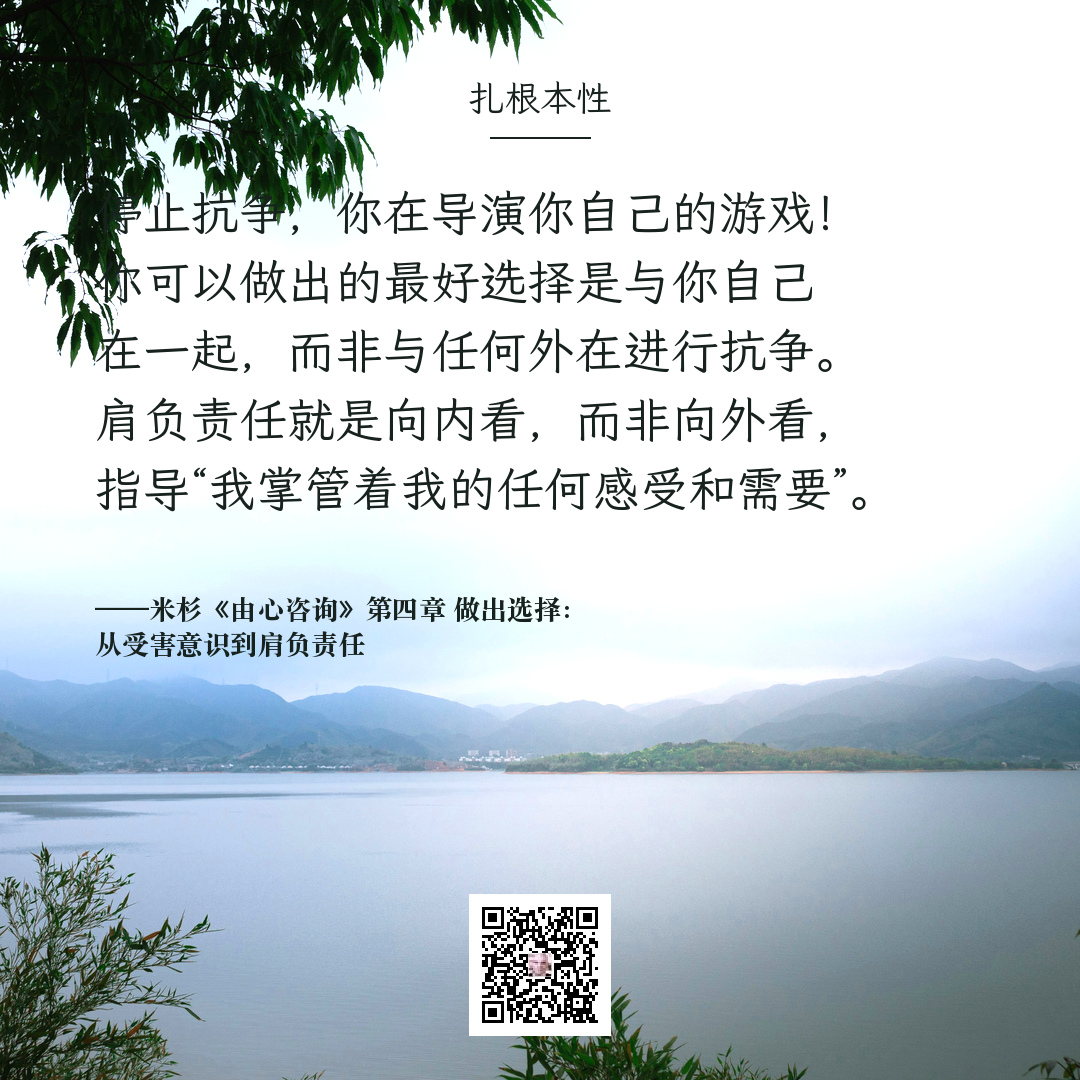 扎根本性
停止抗争，你在导演你自己的游戏！
你可以做出的最好选择是与你自己
在一起，而非与任何外在进行抗争。
肩负责任就是向内看，而非向外看，
指导“我掌管着我的任何感受和需要”。
——米杉《由心咨询》第四章 做出选择：
从受害意识到肩负责任